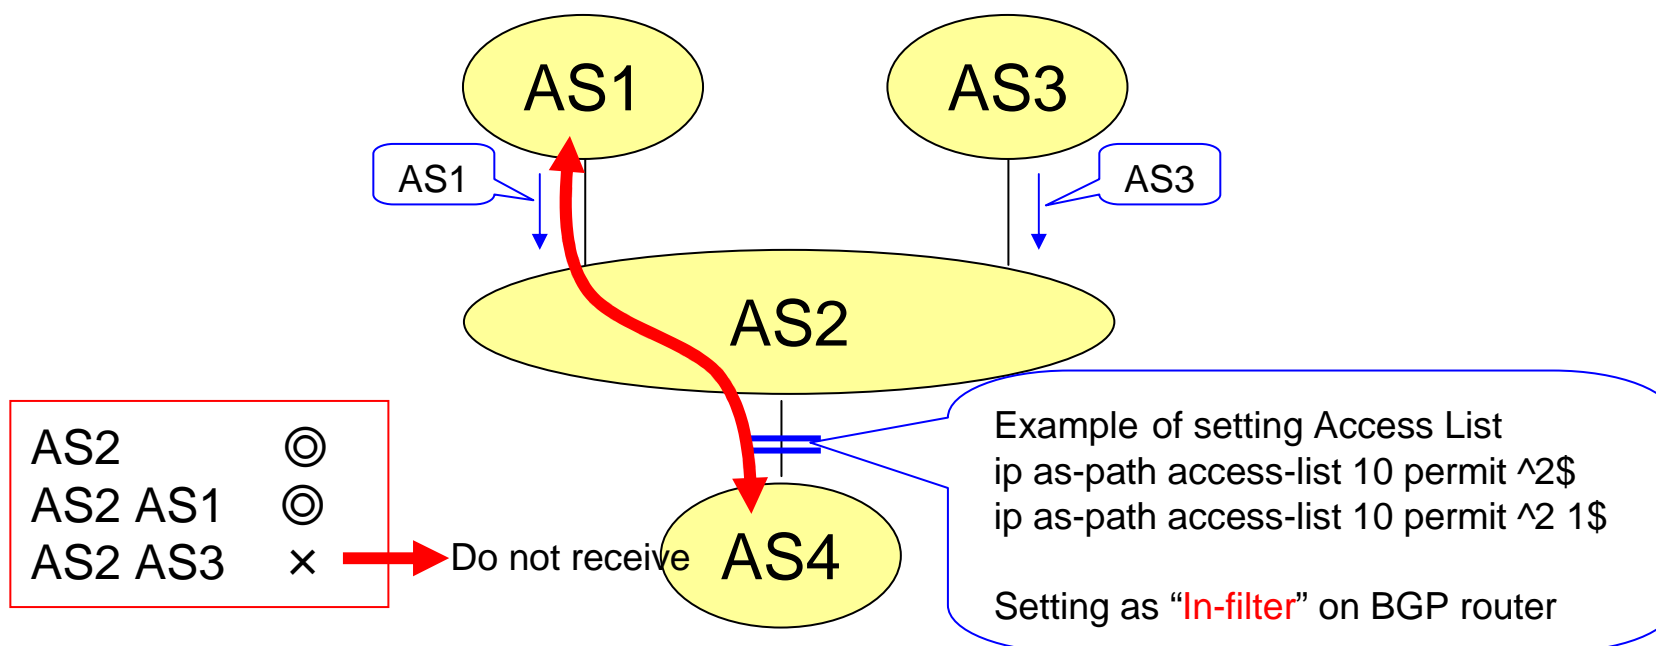 AS1
AS3
AS1
AS3
AS2
AS2 ◎
AS2 AS1 ◎
AS2 AS3 ×
Do not receive
AS4
Example of setting Access List
ip as-path access-list 10 permit ^2$
ip as-path access-list 10 permit ^2 1$
Setting as “In-filter” on BGP router